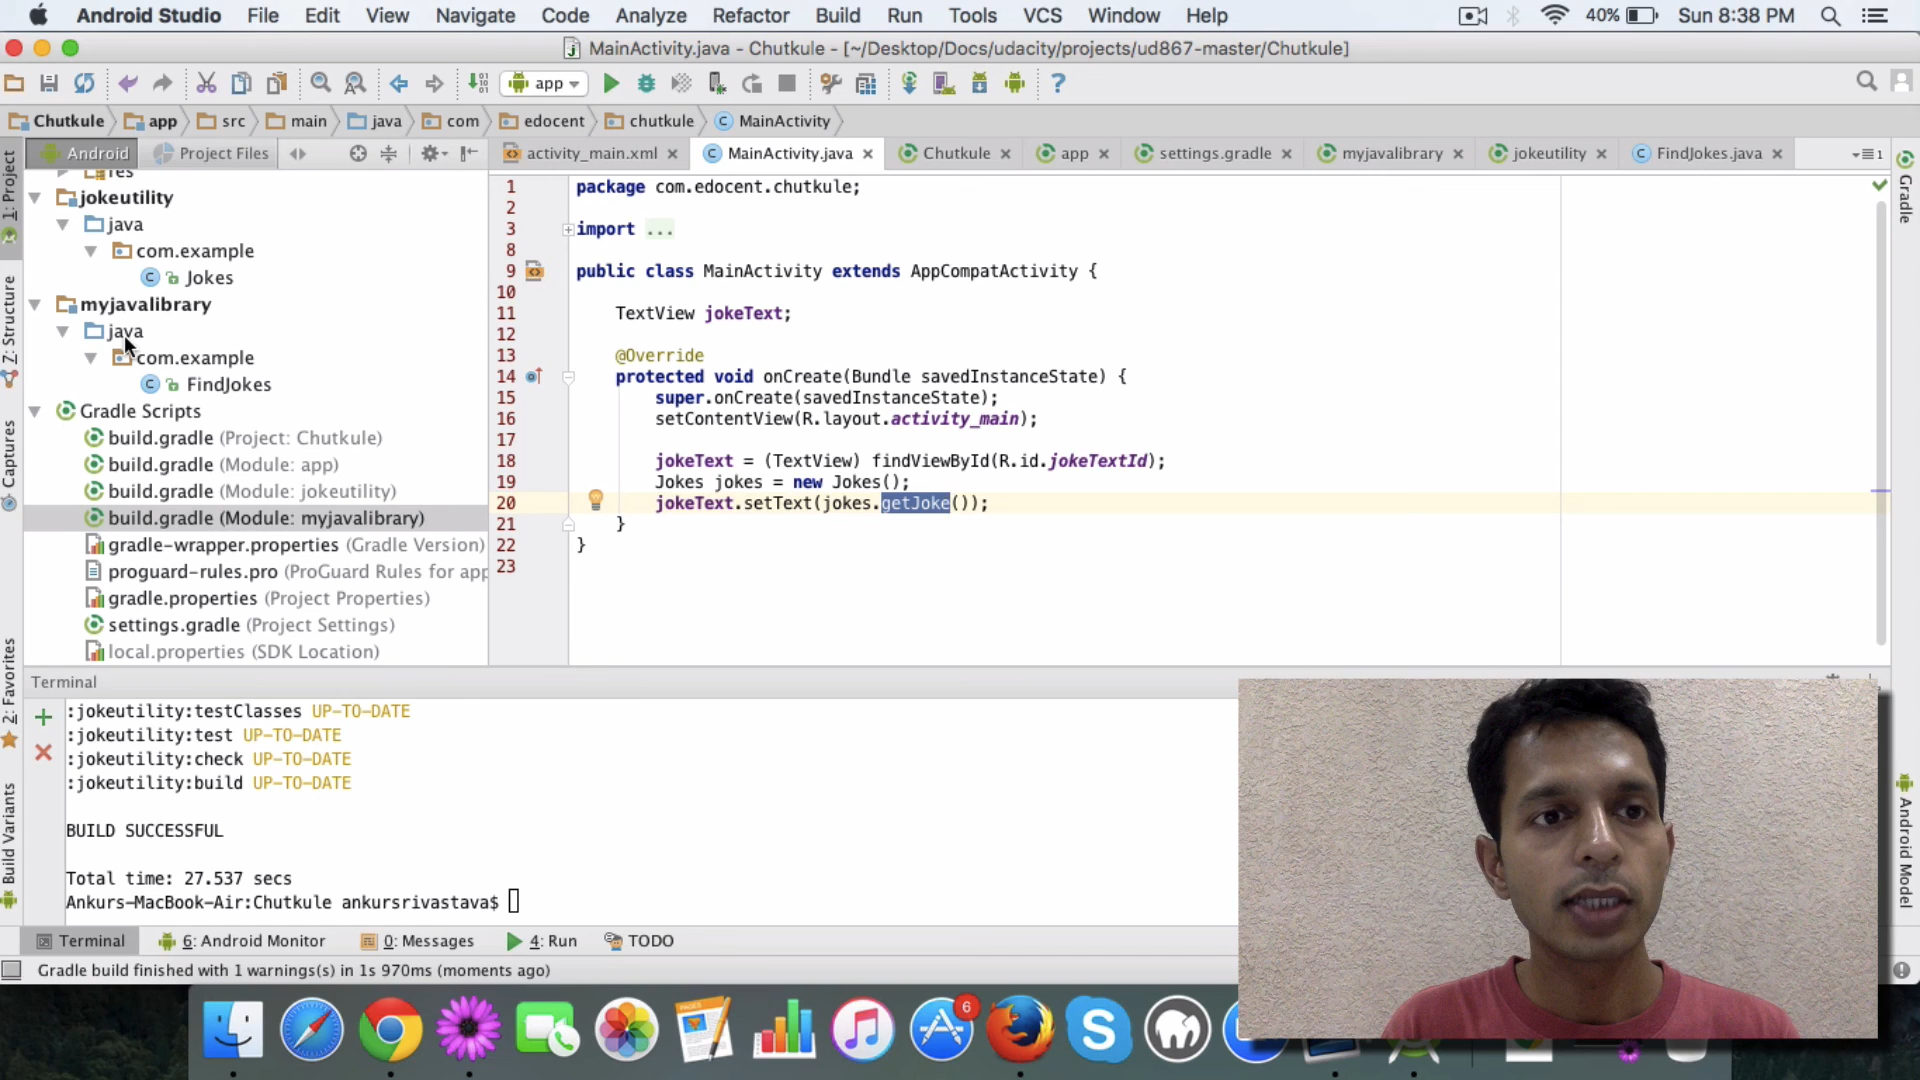 Android Studio File Edit View Navigate Code Analyze Refactor Build Run Tools VCS Window Help 40% Sun 8:38 PM
MainActivity.java - Chutkule - [~/Desktop/Docs/udacity/projects/ud867-master/Chutkule]
app
Chutkule app src main java com edocent chutkule MainActivity
Android Project Files activity_main.xml MainActivity.java Chutkule app settings.gradle myjavalibrary jokeutility FindJokes.java 1
1: Project
Z: Structure
Captures
2: Favorites
Build Variants
res
jokeutility
java
com.example
Jokes
myjavalibrary
java
com.example
FindJokes
Gradle Scripts
build.gradle (Project: Chutkule)
build.gradle (Module: app)
build.gradle (Module: jokeutility)
build.gradle (Module: myjavalibrary)
gradle-wrapper.properties (Gradle Version)
proguard-rules.pro (ProGuard Rules for app
gradle.properties (Project Properties)
settings.gradle (Project Settings)
local.properties (SDK Location)
1 package com.edocent.chutkule;
2
3 import ...
8
9 public class MainActivity extends AppCompatActivity {
10
11 TextView jokeText;
12
13 @Override
14 protected void onCreate(Bundle savedInstanceState) {
15 super.onCreate(savedInstanceState);
16 setContentView(R.layout.activity_main);
17
18 jokeText = (TextView) findViewById(R.id.jokeTextId);
19 Jokes jokes = new Jokes();
20 jokeText.setText(jokes.getJoke());
21 }
22 }
23
Gradle
Android Model
Terminal
:jokeutility:testClasses UP-TO-DATE
:jokeutility:test UP-TO-DATE
:jokeutility:check UP-TO-DATE
:jokeutility:build UP-TO-DATE
BUILD SUCCESSFUL
Total time: 27.537 secs
Ankurs-MacBook-Air:Chutkule ankursrivastava$
Terminal 6: Android Monitor 0: Messages 4: Run TODO
Gradle build finished with 1 warnings(s) in 1s 970ms (moments ago)
PAGES
6